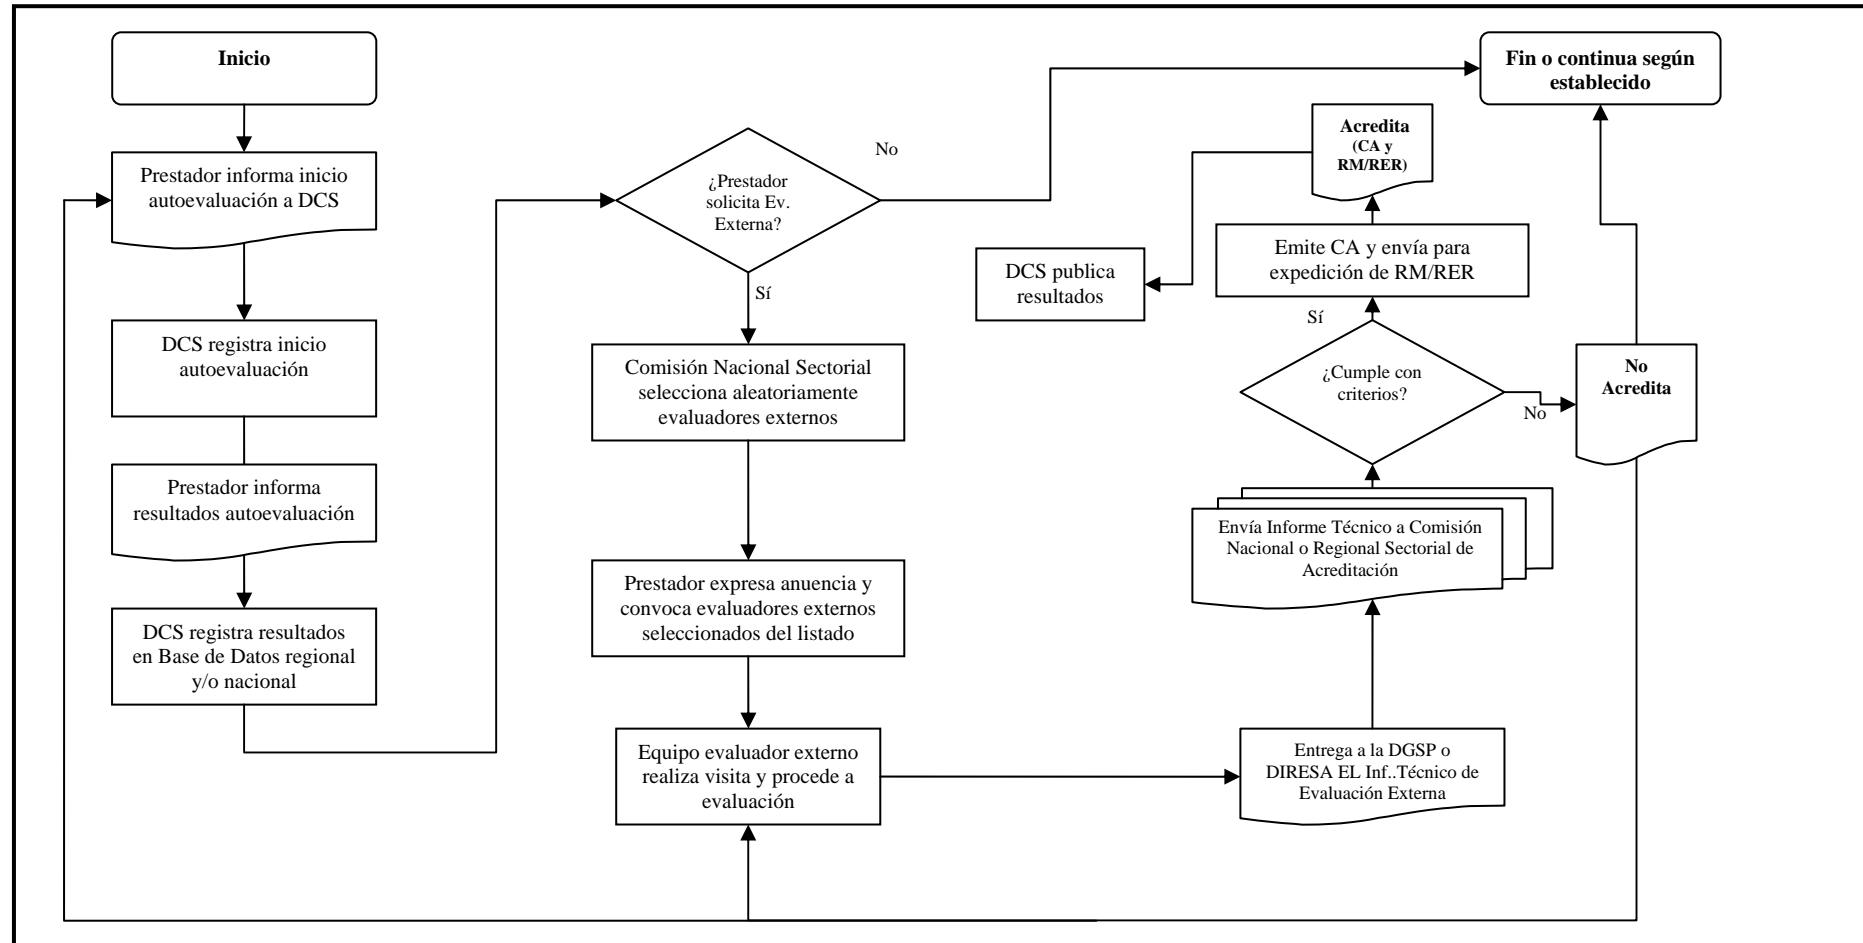 Inicio
Prestador informa inicio
autoevaluación a DCS
DCS registra inicio
autoevaluación
Prestador informa
resultados autoevaluación
DCS registra resultados
en Base de Datos regional
y/o nacional
¿Prestador
solicita Ev.
Externa?
No
Sí
Comisión Nacional Sectorial
selecciona aleatoriamente
evaluadores externos
Prestador expresa anuencia y
convoca evaluadores externos
seleccionados del listado
Equipo evaluador externo
realiza visita y procede a
evaluación
Entrega a la DGSP o
DIRESA EL Inf..Técnico de
Evaluación Externa
Envía Informe Técnico a Comisión
Nacional o Regional Sectorial de
Acreditación
¿Cumple con
criterios?
Sí
No
Emite CA y envía para
expedición de RM/RER
Acredita
(CA y
RM/RER)
DCS publica
resultados
No
Acredita
Fin o continua según
establecido